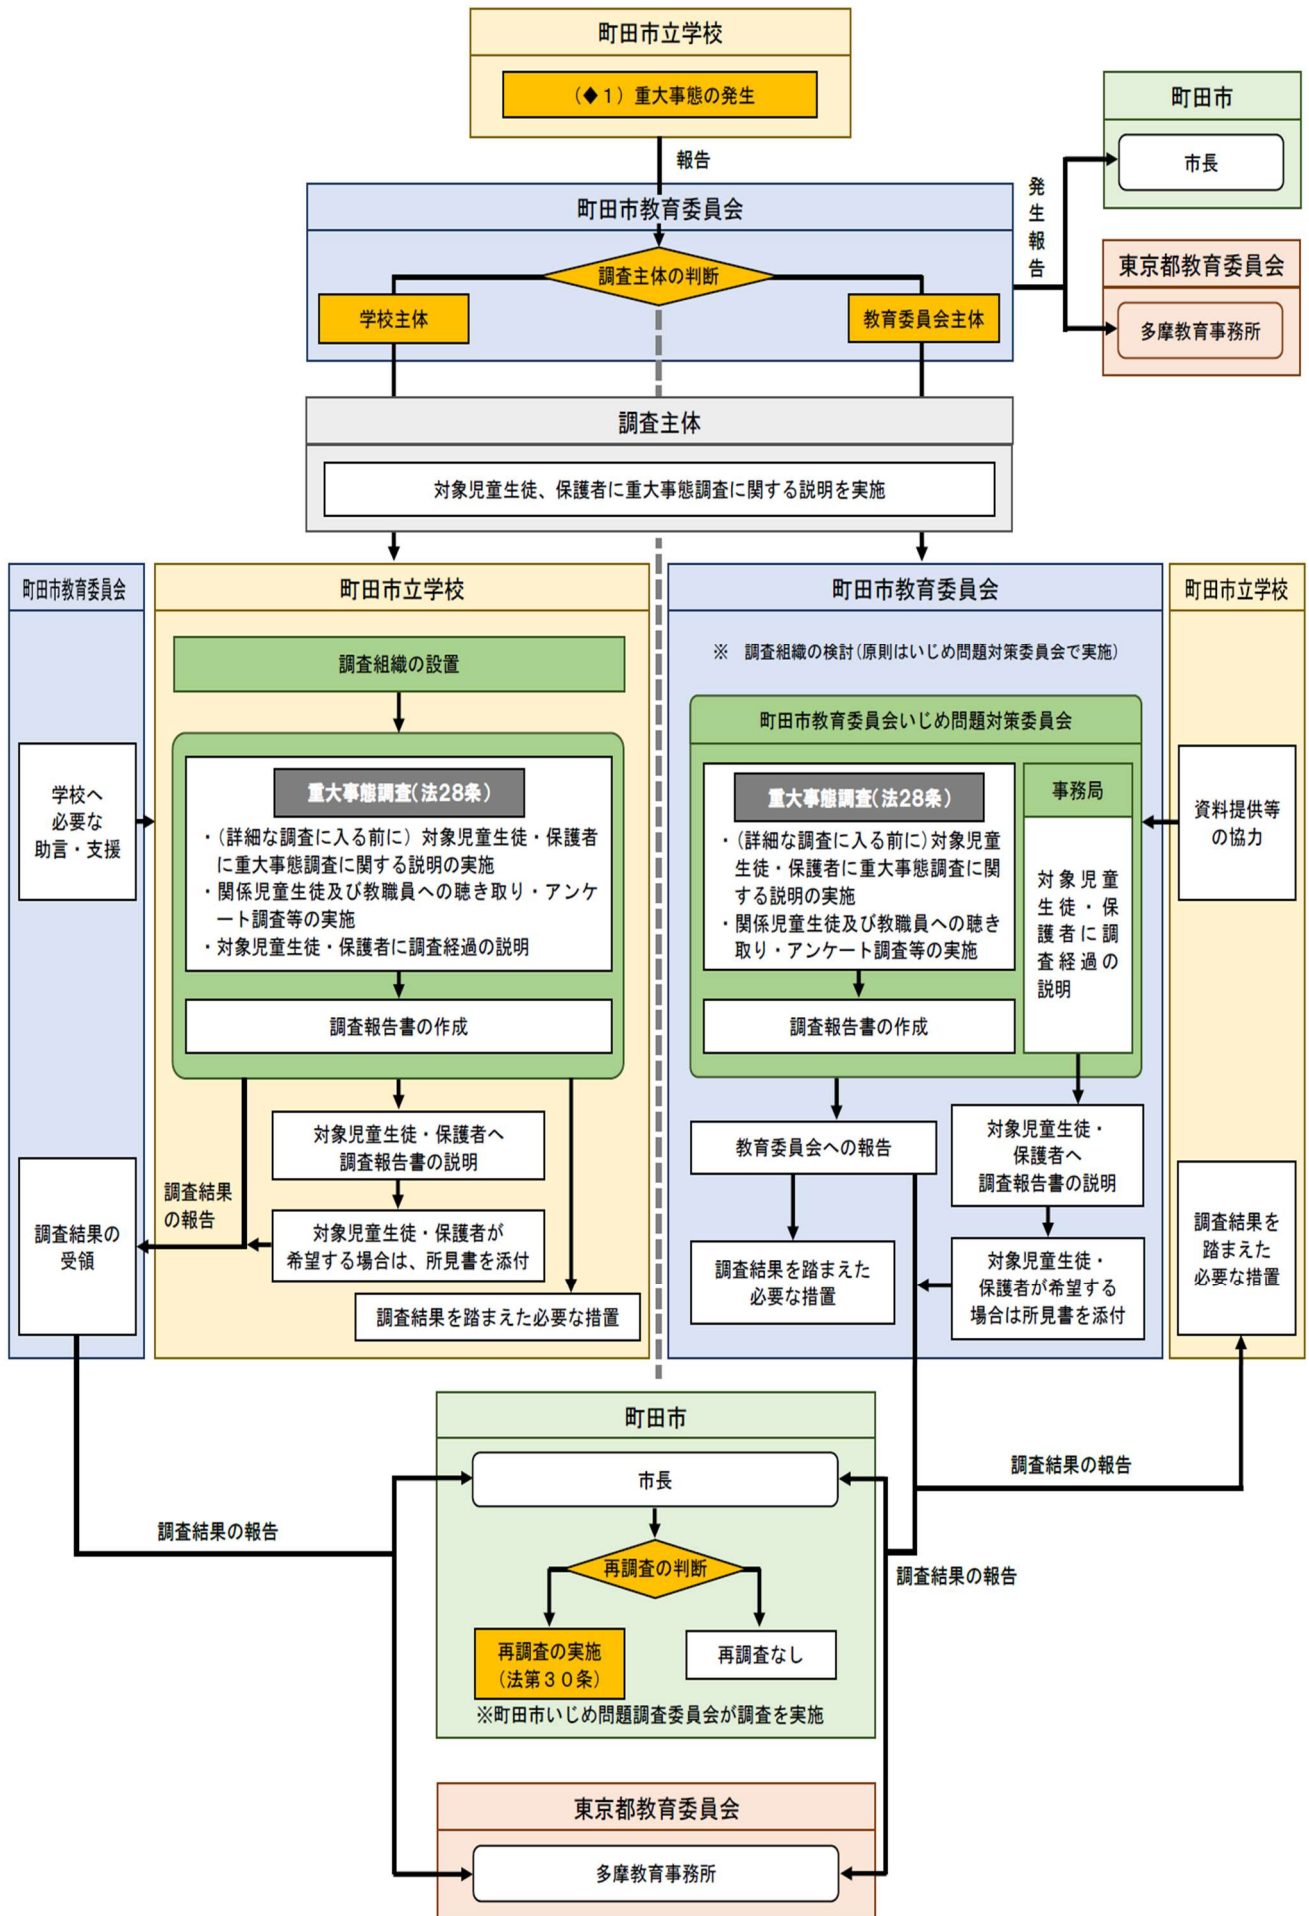 町田市立学校
（◆１）重大事態の発生
報告
町田市
市長
発生報告
東京都教育委員会
多摩教育事務所
町田市教育委員会
調査主体の判断
学校主体
教育委員会主体
調査主体
対象児童生徒、保護者に重大事態調査に関する説明を実施
町田市教育委員会
学校へ
必要な
助言・支援
調査結果の
受領
町田市立学校
調査組織の設置
重大事態調査（法28条）
・（詳細な調査に入る前に）対象児童生徒・保護者
に重大事態調査に関する説明の実施
・関係児童生徒及び教職員への聴き取り・アンケ
ート調査等の実施
・対象児童生徒・保護者に調査経過の説明
調査報告書の作成
対象児童生徒・保護者へ
調査報告書の説明
調査結果
の報告
対象児童生徒・保護者が
希望する場合は、所見書を添付
調査結果を踏まえた必要な措置
町田市教育委員会
※　調査組織の検討（原則はいじめ問題対策委員会で実施）
町田市教育委員会いじめ問題対策委員会
重大事態調査（法28条）
・（詳細な調査に入る前に）対象児童
生徒・保護者に重大事態調査に関
する説明の実施
・関係児童生徒及び教職員への聴き
取り・アンケート調査等の実施
調査報告書の作成
事務局
対象児童
生徒・保
護者に調
査経過の
説明
教育委員会への報告
調査結果を踏まえた
必要な措置
対象児童生徒・
保護者へ
調査報告書の説明
対象児童生徒・
保護者が希望する
場合は所見書を添付
町田市立学校
資料提供等
の協力
調査結果を
踏まえた
必要な措置
調査結果の報告
町田市
市長
再調査の判断
再調査の実施
（法第３０条）
再調査なし
※町田市いじめ問題調査委員会が調査を実施
調査結果の報告
調査結果の報告
東京都教育委員会
多摩教育事務所